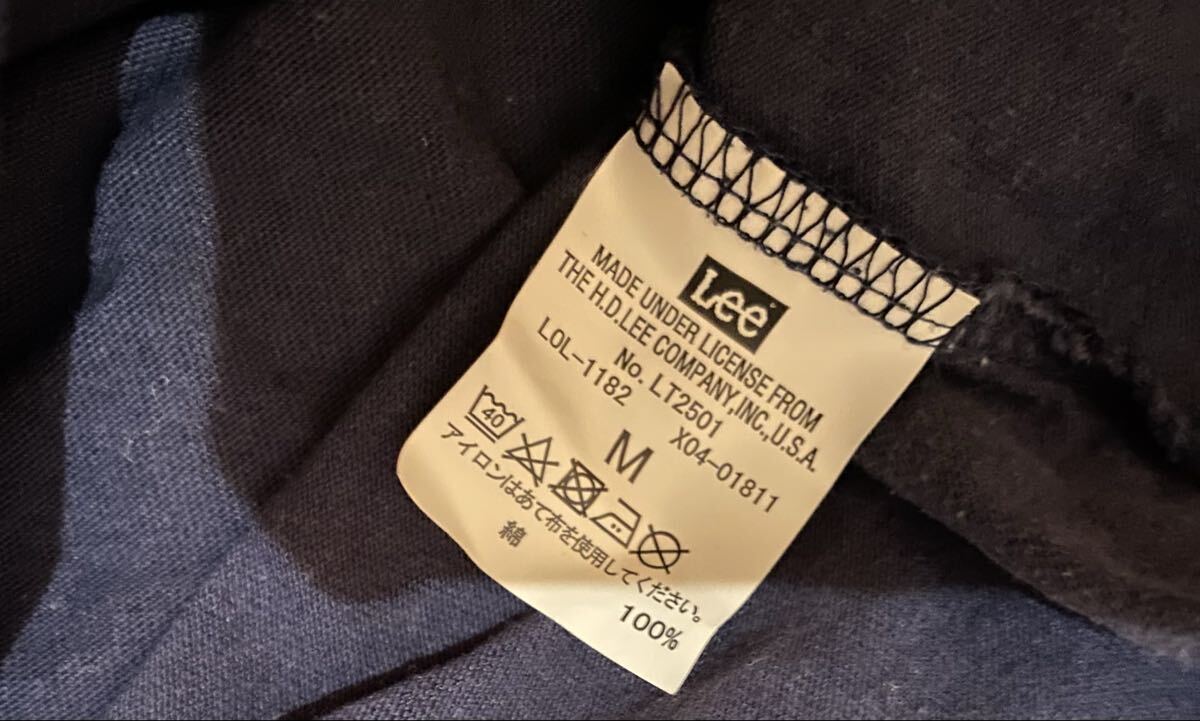 Lee
MADE UNDER LICENSE FROM
THE H.D.LEE COMPANY,INC.,U.S.A.
No. LT2501
LOL-1182 X04-01811
M
40
アイロンはあて布を使用してください。
綿 100%